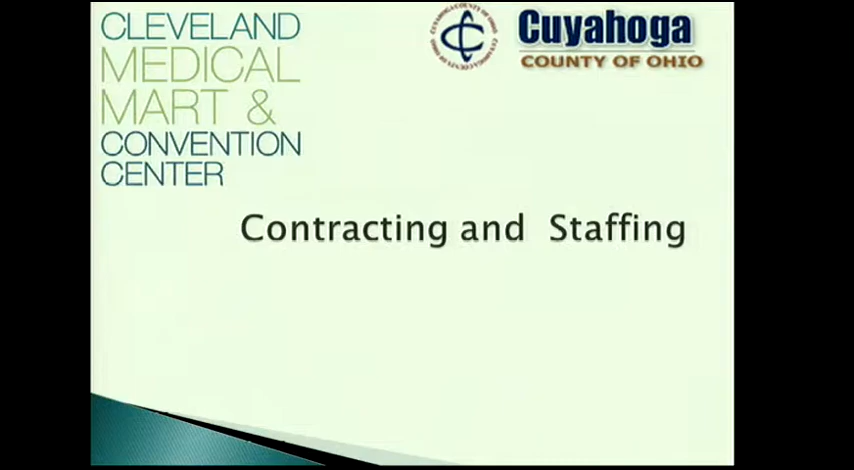 CLEVELAND
MEDICAL
MART &
CONVENTION
CENTER
Cuyahoga
COUNTY OF OHIO
Contracting and Staffing